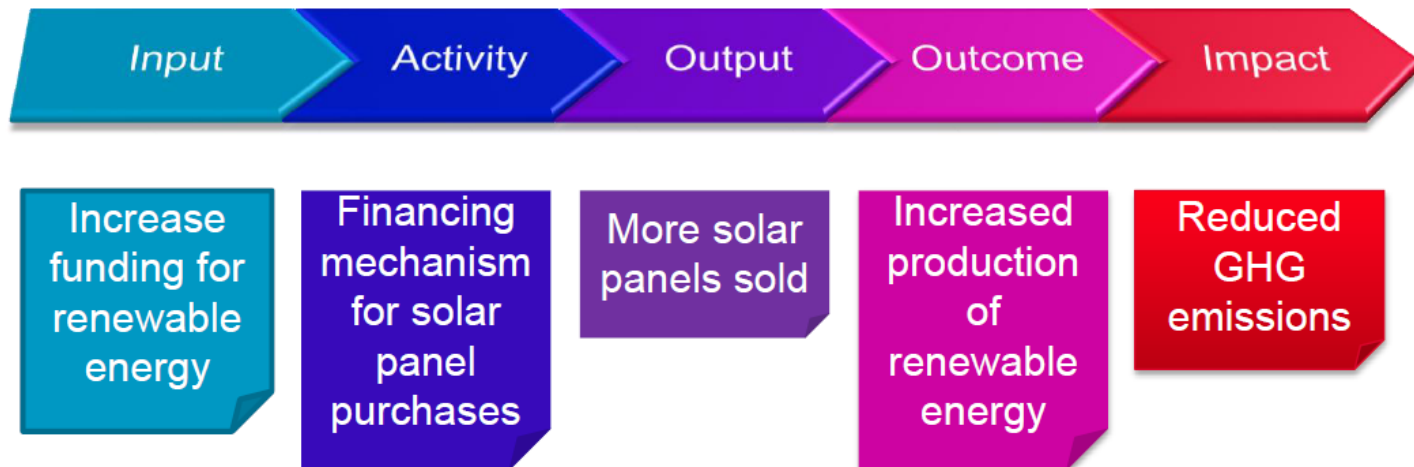 Input
Activity
Output
Outcome
Impact
Increase
funding for
renewable
energy
Financing
mechanism
for solar
panel
purchases
More solar
panels sold
Increased
production
of
renewable
energy
Reduced
GHG
emissions